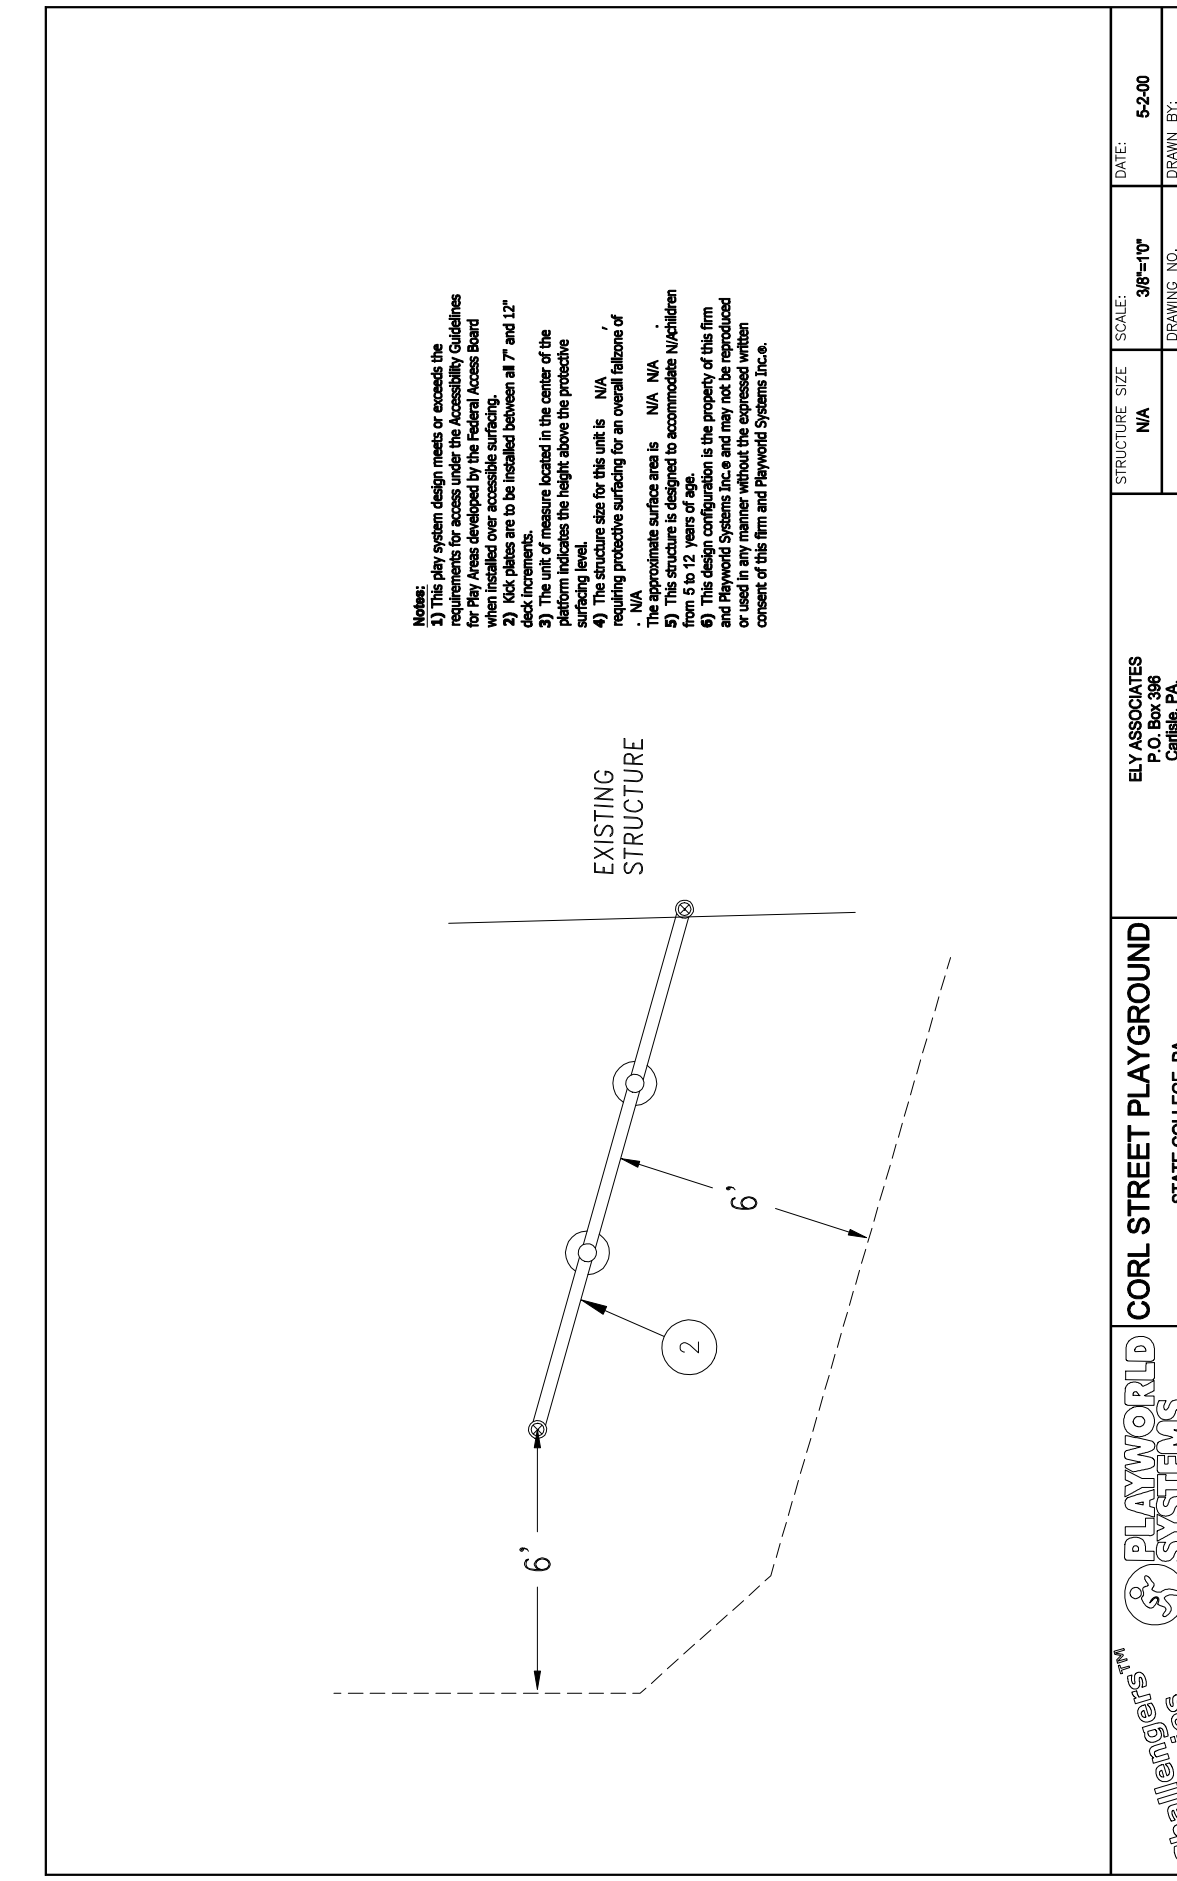 Notes:
1) This play system design meets or exceeds the
requirements for access under the Accessibility Guidelines
for Play Areas developed by the Federal Access Board
when installed over accessible surfacing.
2) Kick plates are to be installed between all 7" and 12"
deck increments.
3) The unit of measure located in the center of the
platform indicates the height above the protective
surfacing level.
4) The structure size for this unit is N/A ,
requiring protective surfacing for an overall fallzone of
. N/A
The approximate surface area is N/A N/A .
5) This structure is designed to accommodate N/Achildren
from 5 to 12 years of age.
6) This design configuration is the property of this firm
and Playworld Systems Inc.® and may not be reproduced
or used in any manner without the expressed written
consent of this firm and Playworld Systems Inc.®.
EXISTING
STRUCTURE
6'
2
6'
challengers™
PLAYWORLD
SYSTEMS
CORL STREET PLAYGROUND
STATE COLLEGE, PA
ELY ASSOCIATES
P.O. Box 396
Carlisle, PA.
STRUCTURE SIZE
N/A
SCALE:
3/8"=1'0"
DRAWING NO.
DATE:
5-2-00
DRAWN BY: